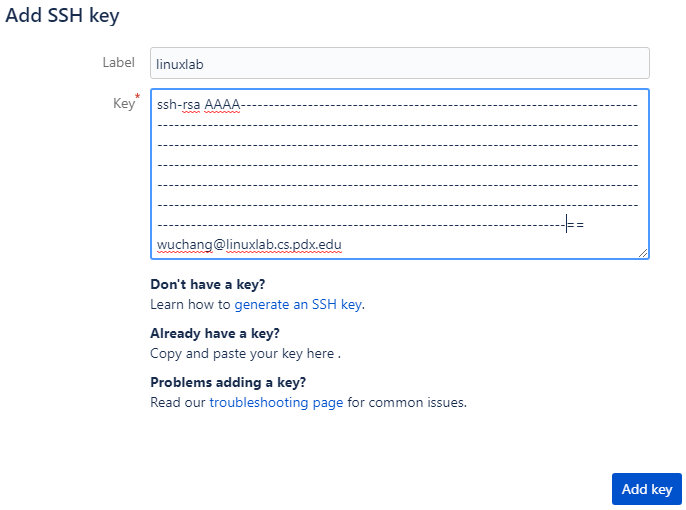 Add SSH key
Label
linuxlab
Key*
ssh-rsa AAAA------------------------------------------------------------------------
---------------------------------------------------------------------------------------
---------------------------------------------------------------------------------------
---------------------------------------------------------------------------------------
---------------------------------------------------------------------------------------
---------------------------------------------------------------------------------------
--------------------------------------------------------------------------==
wuchang@linuxlab.cs.pdx.edu
Don't have a key?
Learn how to generate an SSH key.
Already have a key?
Copy and paste your key here .
Problems adding a key?
Read our troubleshooting page for common issues.
Add key